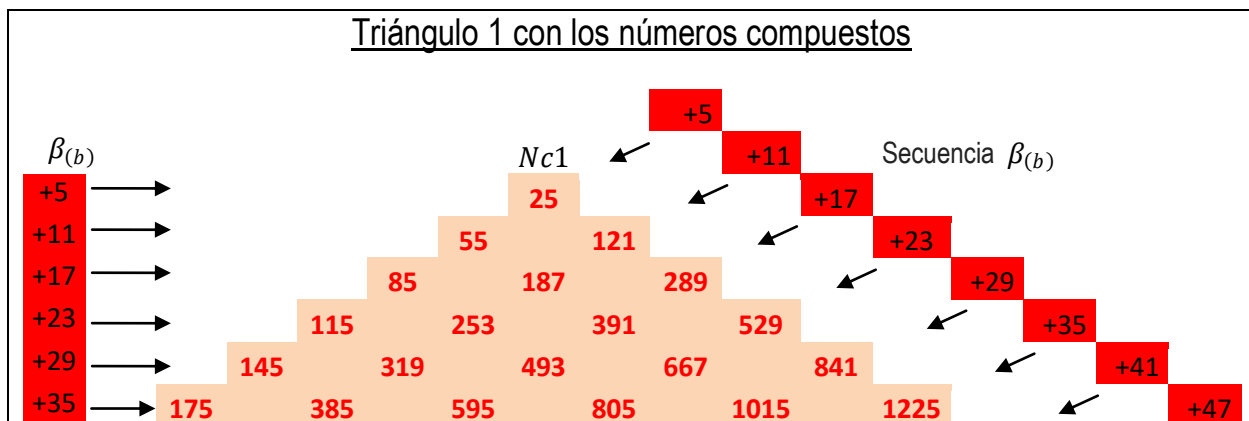 Triángulo 1 con los números compuestos
+5
β(b) Nc1 +11 Secuencia β(b)
+5 25 +17
+11 55 121 +23
+17 85 187 289 +29
+23 115 253 391 529 +35
+29 145 319 493 667 841 +41
+35 175 385 595 805 1015 1225 +47